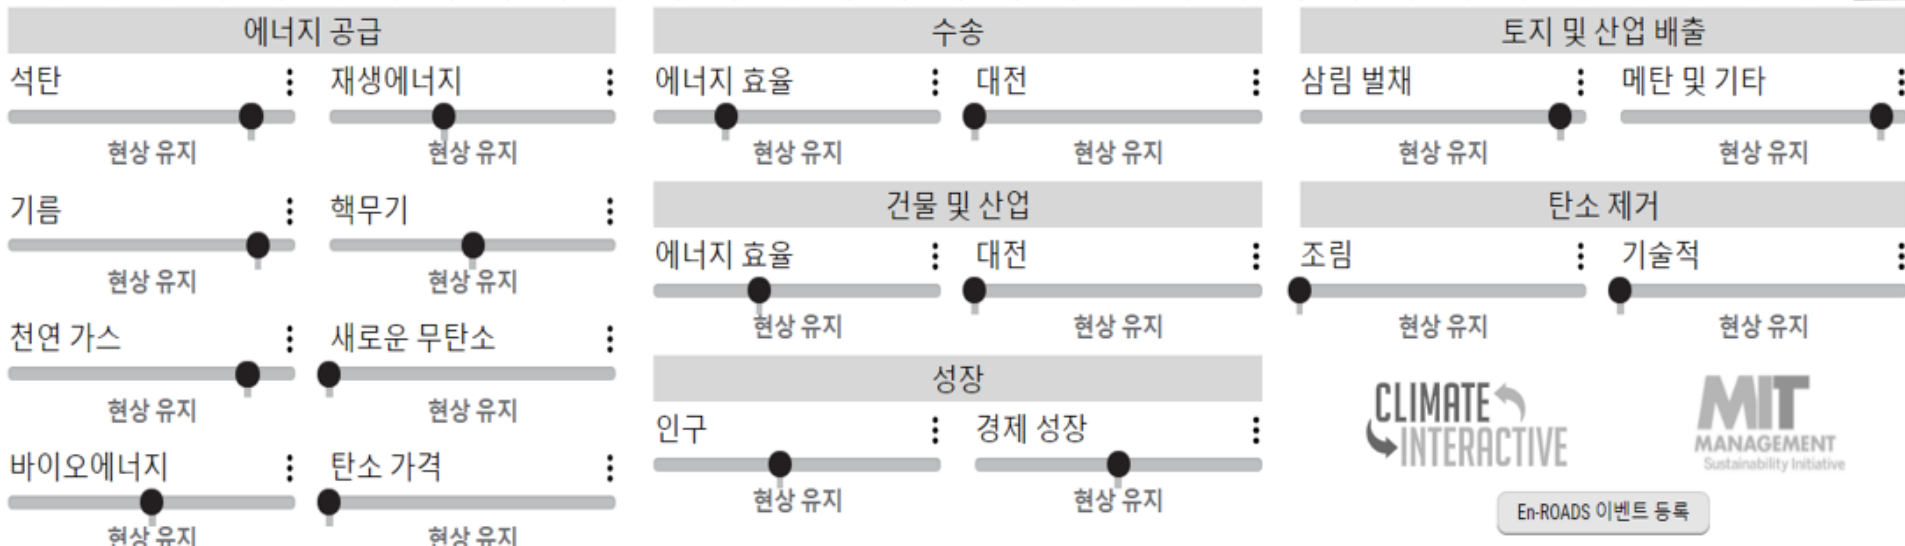 에너지 공급
석탄
현상 유지
재생에너지
현상 유지
기름
현상 유지
핵무기
현상 유지
천연 가스
현상 유지
새로운 무탄소
현상 유지
바이오에너지
현상 유지
탄소 가격
현상 유지
수송
에너지 효율
현상 유지
대전
현상 유지
건물 및 산업
에너지 효율
현상 유지
대전
현상 유지
성장
인구
현상 유지
경제 성장
현상 유지
토지 및 산업 배출
삼림 벌채
현상 유지
메탄 및 기타
현상 유지
탄소 제거
조림
현상 유지
기술적
현상 유지
CLIMATE
INTERACTIVE
MIT
MANAGEMENT
Sustainability Initiative
En-ROADS 이벤트 등록